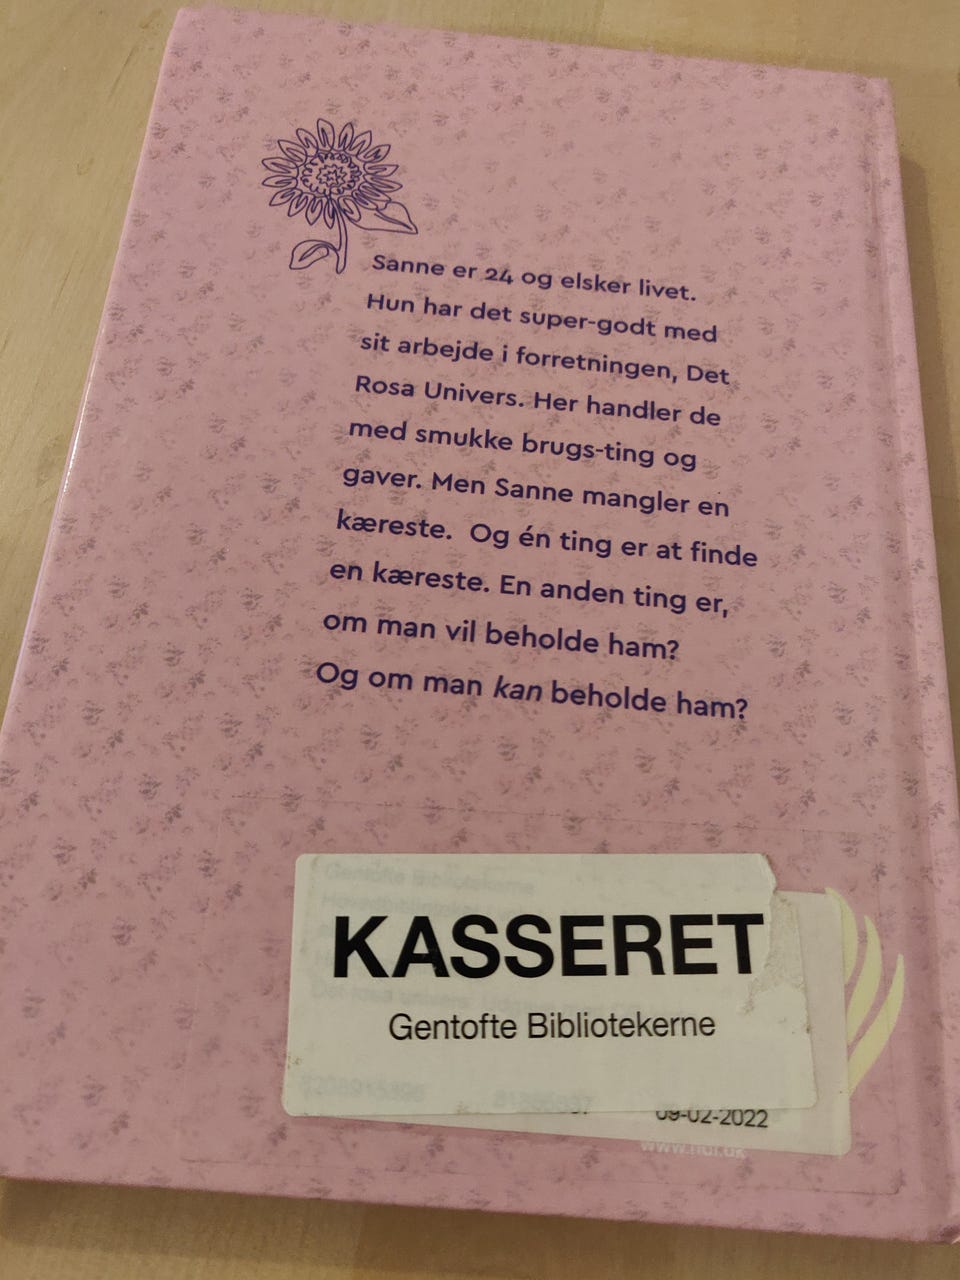 Sanne er 24 og elsker livet.
Hun har det super-godt med
sit arbejde i forretningen, Det
Rosa Univers. Her handler de
med smukke brugs-ting og
gaver. Men Sanne mangler en
kæreste.  Og én ting er at finde
en kæreste. En anden ting er,
om man vil beholde ham?
Og om man kan beholde ham?
Gentofte Bibliotekerne
KASSERET
Gentofte Bibliotekerne
09-02-2022